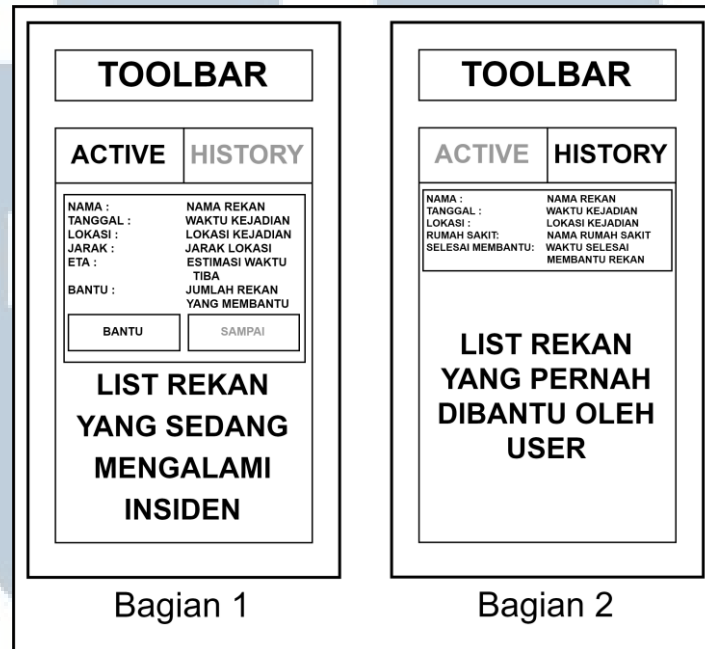 TOOLBAR
ACTIVE HISTORY
NAMA : NAMA REKAN
TANGGAL : WAKTU KEJADIAN
LOKASI : LOKASI KEJADIAN
JARAK : JARAK LOKASI
ETA : ESTIMASI WAKTU
TIBA
BANTU : JUMLAH REKAN
YANG MEMBANTU
BANTU SAMPAI
LIST REKAN
YANG SEDANG
MENGALAMI
INSIDEN
Bagian 1
TOOLBAR
ACTIVE HISTORY
NAMA : NAMA REKAN
TANGGAL : WAKTU KEJADIAN
LOKASI : LOKASI KEJADIAN
RUMAH SAKIT: NAMA RUMAH SAKIT
SELESAI MEMBANTU: WAKTU SELESAI
MEMBANTU REKAN
LIST REKAN
YANG PERNAH
DIBANTU OLEH
USER
Bagian 2